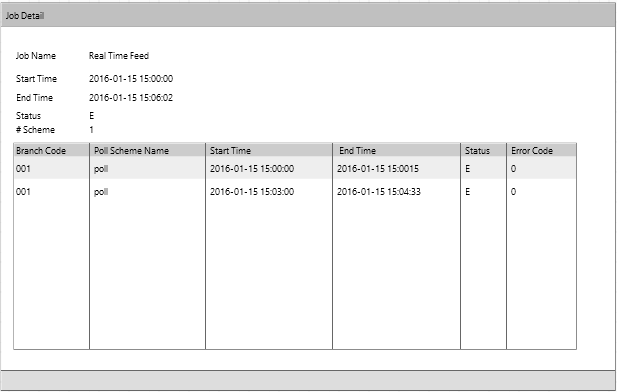 Job Detail
Job Name Real Time Feed
Start Time 2016-01-15 15:00:00
End Time 2016-01-15 15:06:02
Status E
# Scheme 1
Branch Code Poll Scheme Name Start Time End Time Status Error Code
001 poll 2016-01-15 15:00:00 2016-01-15 15:0015 E 0
001 poll 2016-01-15 15:03:00 2016-01-15 15:04:33 E 0